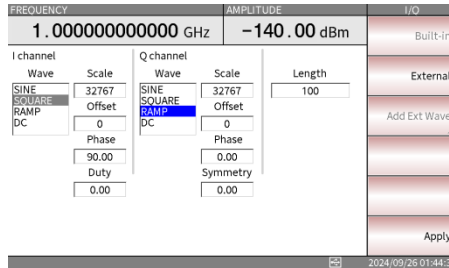 FREQUENCY AMPLITUDE I/O
1.000000000000 GHz -140.00 dBm
Built-in
I channel Q channel
Wave Scale Wave Scale Length
SINE 32767 SINE 32767 100
SQUARE SQUARE
RAMP Offset RAMP Offset
DC 0 DC 0
Phase Phase
90.00 0.00
Duty Symmetry
0.00 0.00
External
Add Ext Wave
Apply
2024/09/26 01:44:3